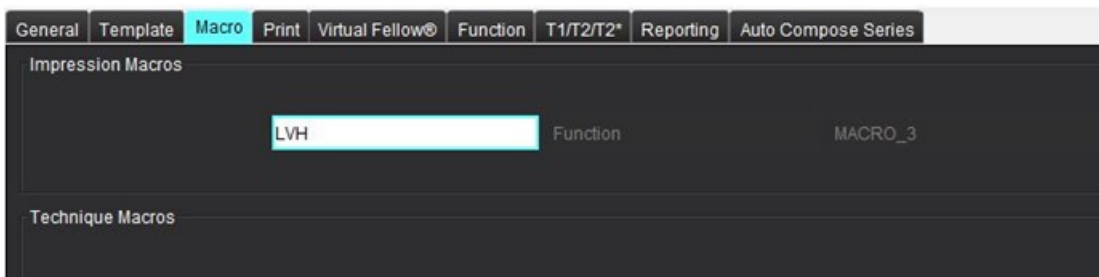 General Template Macro Print Virtual Fellow® Function T1/T2/T2* Reporting Auto Compose Series
Impression Macros
LVH Function MACRO_3
Technique Macros